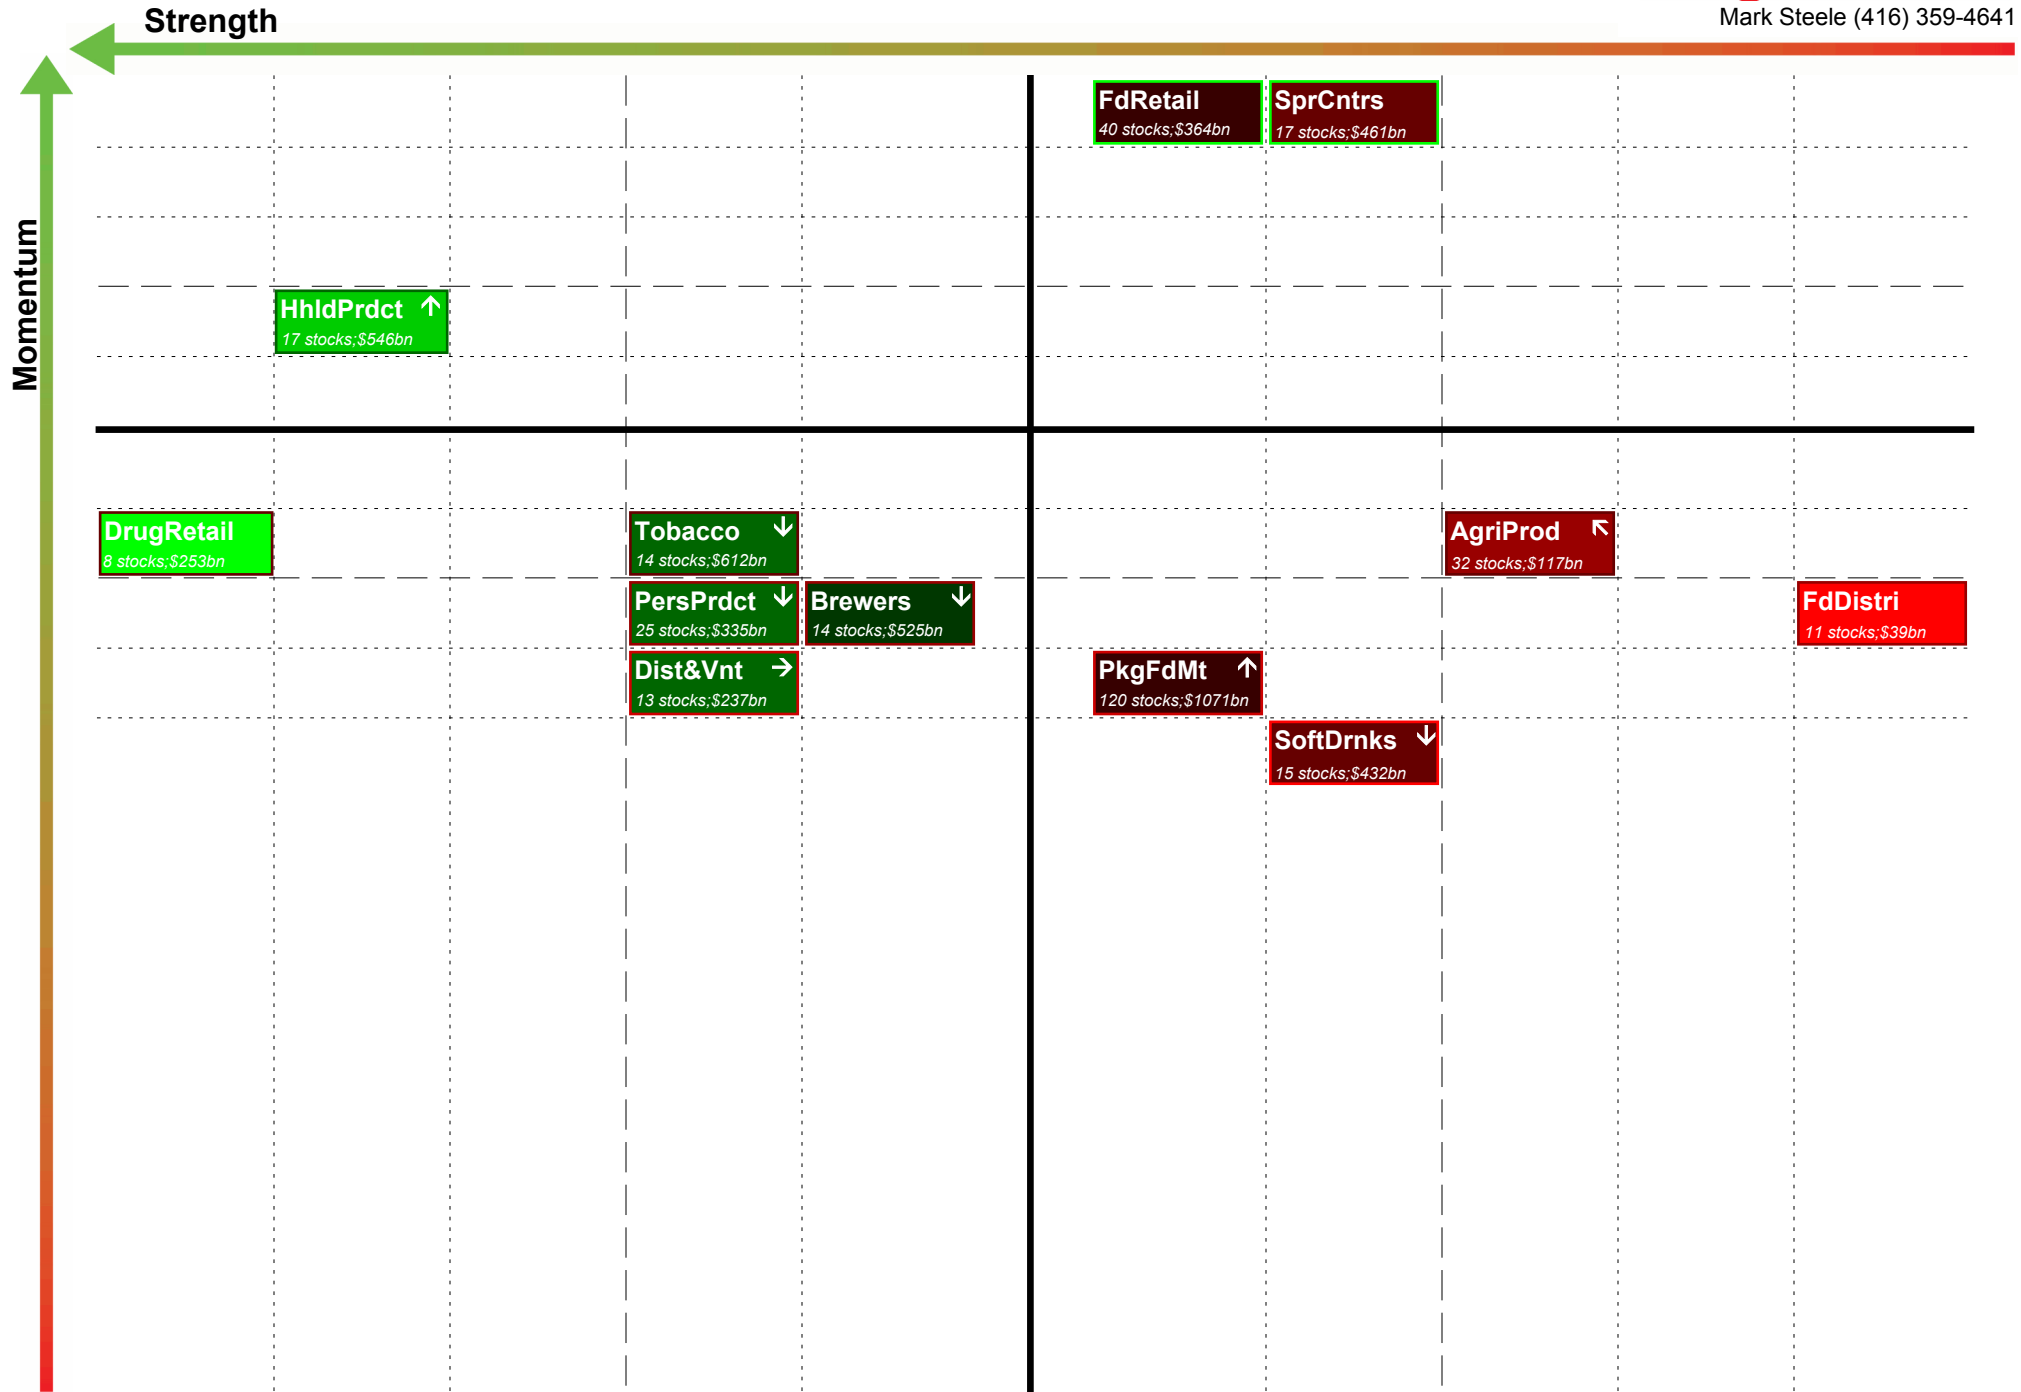 Strength
Mark Steele (416) 359-4641
Momentum
FdRetail
40 stocks;$364bn
SprCntrs
17 stocks;$461bn
HhldPrdct ↑
17 stocks;$546bn
DrugRetail
8 stocks;$253bn
Tobacco ↓
14 stocks;$612bn
AgriProd ↖
32 stocks;$117bn
PersPrdct ↓
25 stocks;$335bn
Brewers ↓
14 stocks;$525bn
FdDistri
11 stocks;$39bn
Dist&Vnt →
13 stocks;$237bn
PkgFdMt ↑
120 stocks;$1071bn
SoftDrnks ↓
15 stocks;$432bn